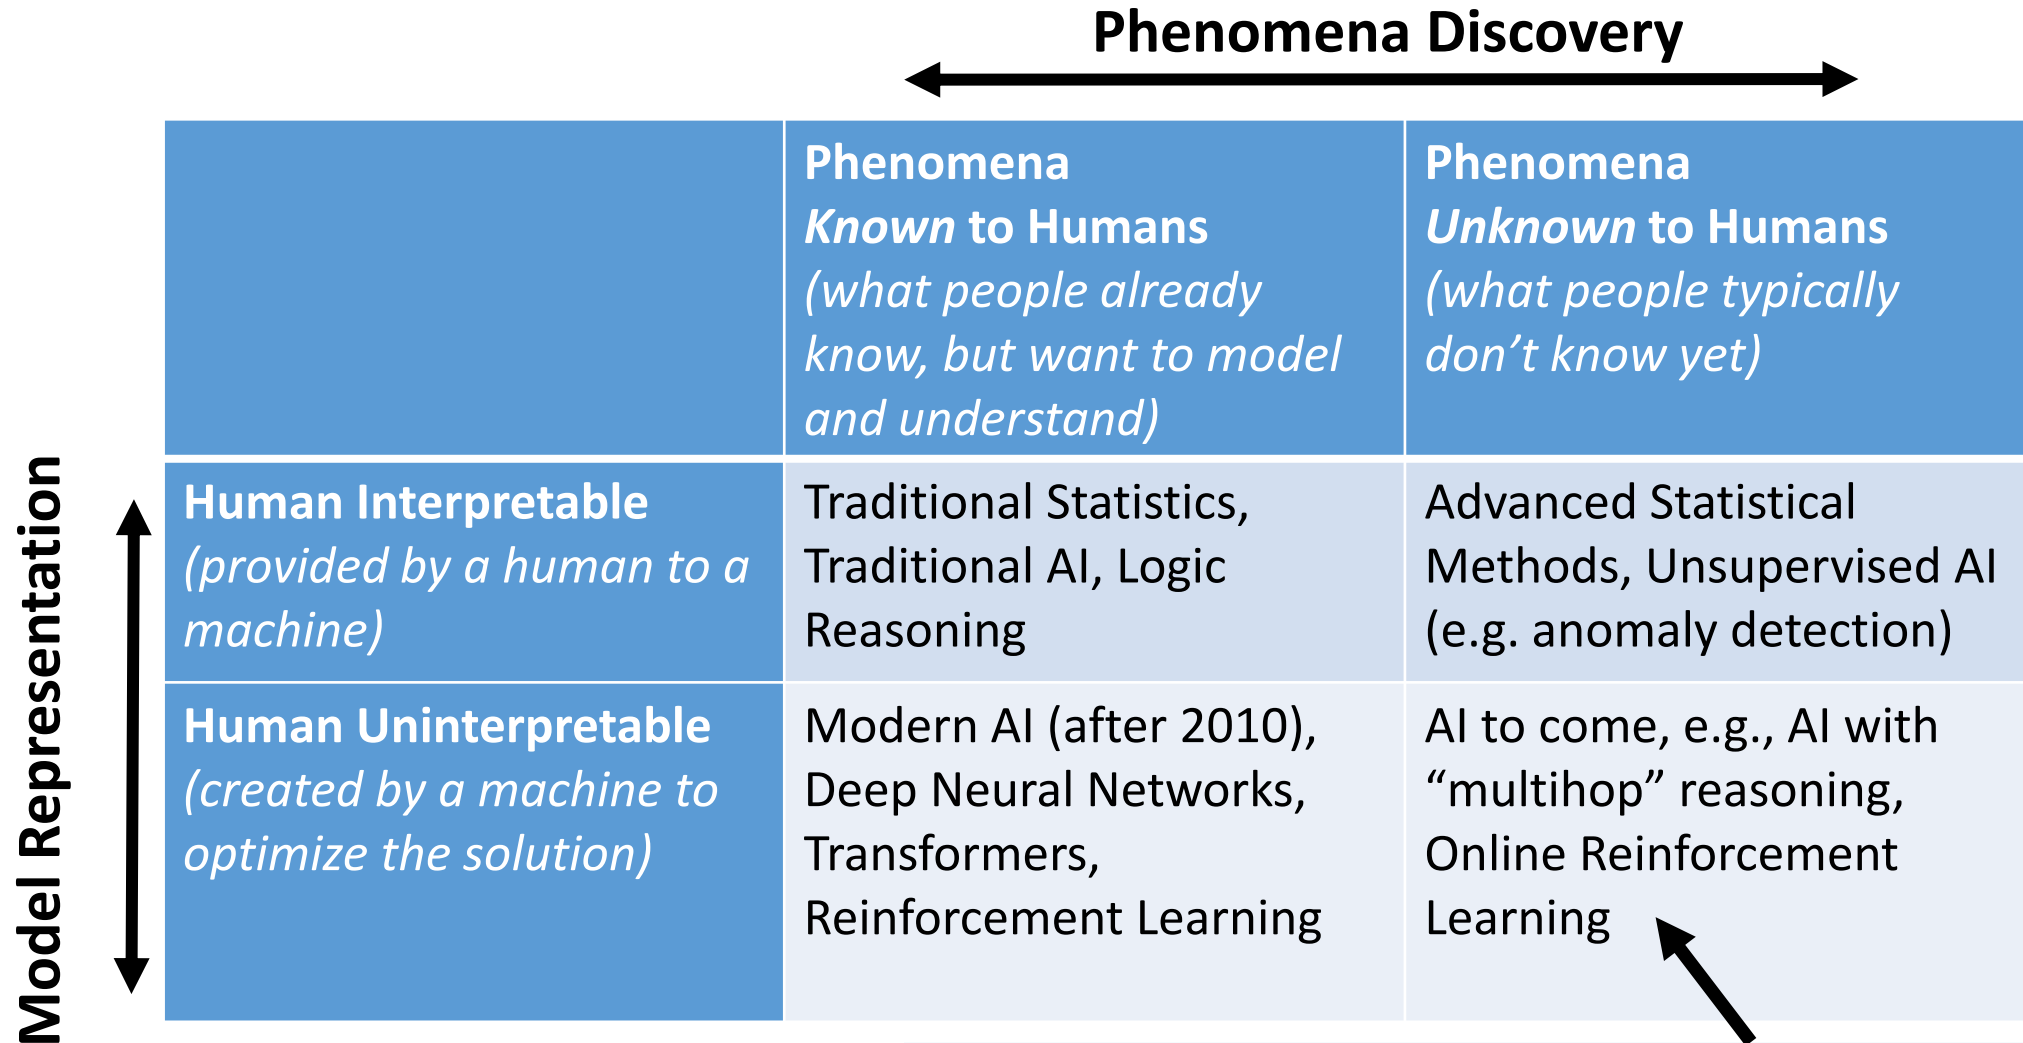 Phenomena Discovery
Phenomena
Known to Humans
(what people already
know, but want to model
and understand)
Phenomena
Unknown to Humans
(what people typically
don’t know yet)
Model Representation
Human Interpretable
(provided by a human to a
machine)
Traditional Statistics,
Traditional AI, Logic
Reasoning
Advanced Statistical
Methods, Unsupervised AI
(e.g. anomaly detection)
Human Uninterpretable
(created by a machine to
optimize the solution)
Modern AI (after 2010),
Deep Neural Networks,
Transformers,
Reinforcement Learning
AI to come, e.g., AI with
“multihop” reasoning,
Online Reinforcement
Learning